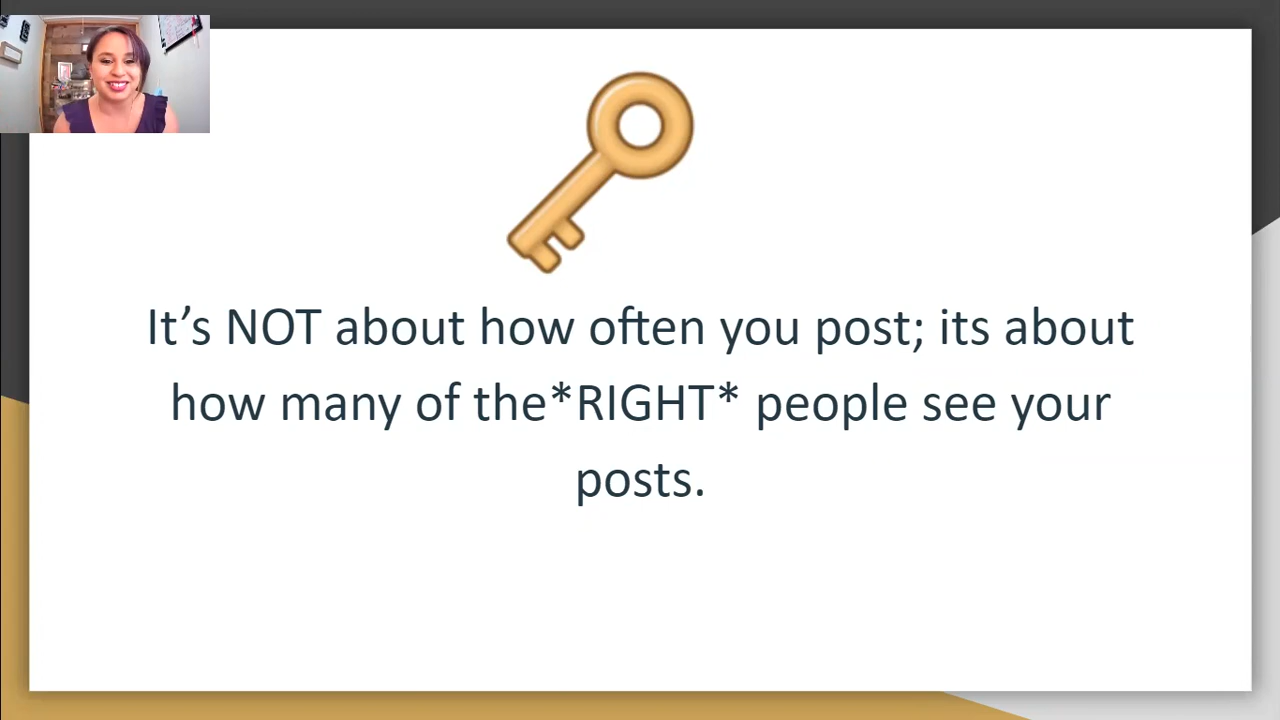 It’s NOT about how often you post; its about
how many of the*RIGHT* people see your
posts.